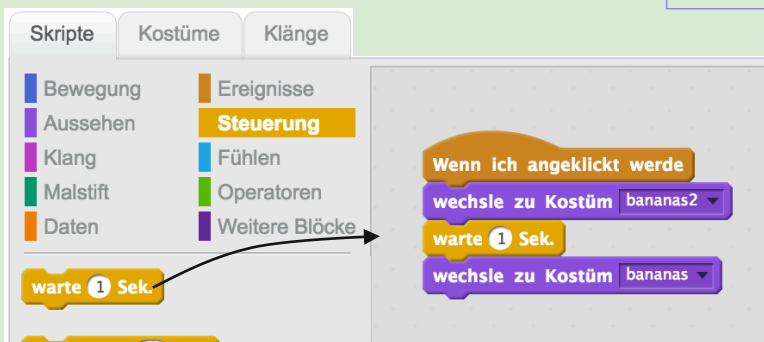 Skripte Kostüme Klänge
Bewegung Ereignisse
Aussehen Steuerung
Klang Fühlen
Malstift Operatoren
Daten Weitere Blöcke
warte 1 Sek.
Wenn ich angeklickt werde
wechsle zu Kostüm bananas2
warte 1 Sek.
wechsle zu Kostüm bananas